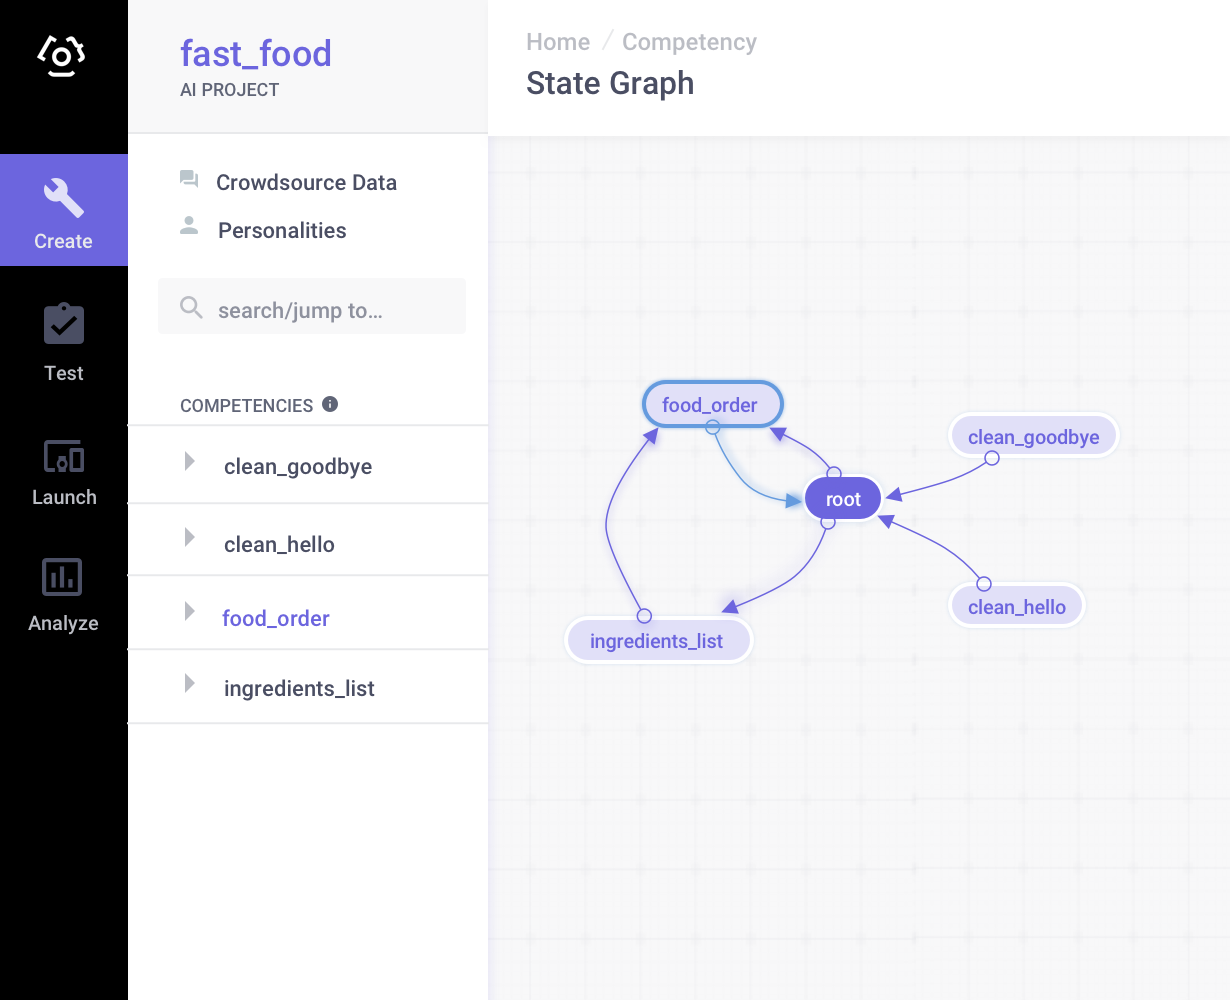 Create
Test
Launch
Analyze
fast_food
AI PROJECT
Crowdsource Data
Personalities
search/jump to...
COMPETENCIES
clean_goodbye
clean_hello
food_order
ingredients_list
Home / Competency
State Graph
food_order
clean_goodbye
root
clean_hello
ingredients_list